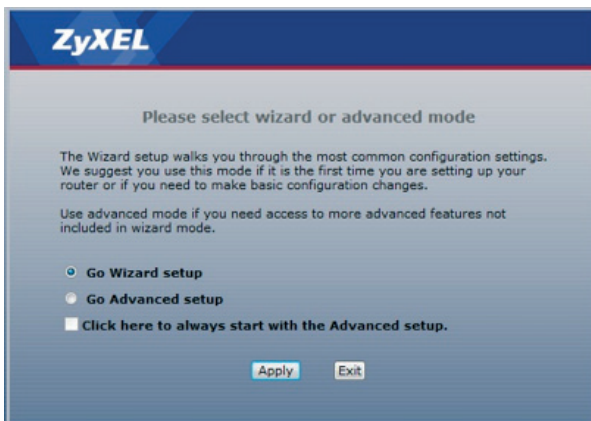 ZyXEL
Please select wizard or advanced mode
The Wizard setup walks you through the most common configuration settings.
We suggest you use this mode if it is the first time you are setting up your
router or if you need to make basic configuration changes.
Use advanced mode if you need access to more advanced features not
included in wizard mode.
Go Wizard setup
Go Advanced setup
Click here to always start with the Advanced setup.
Apply Exit